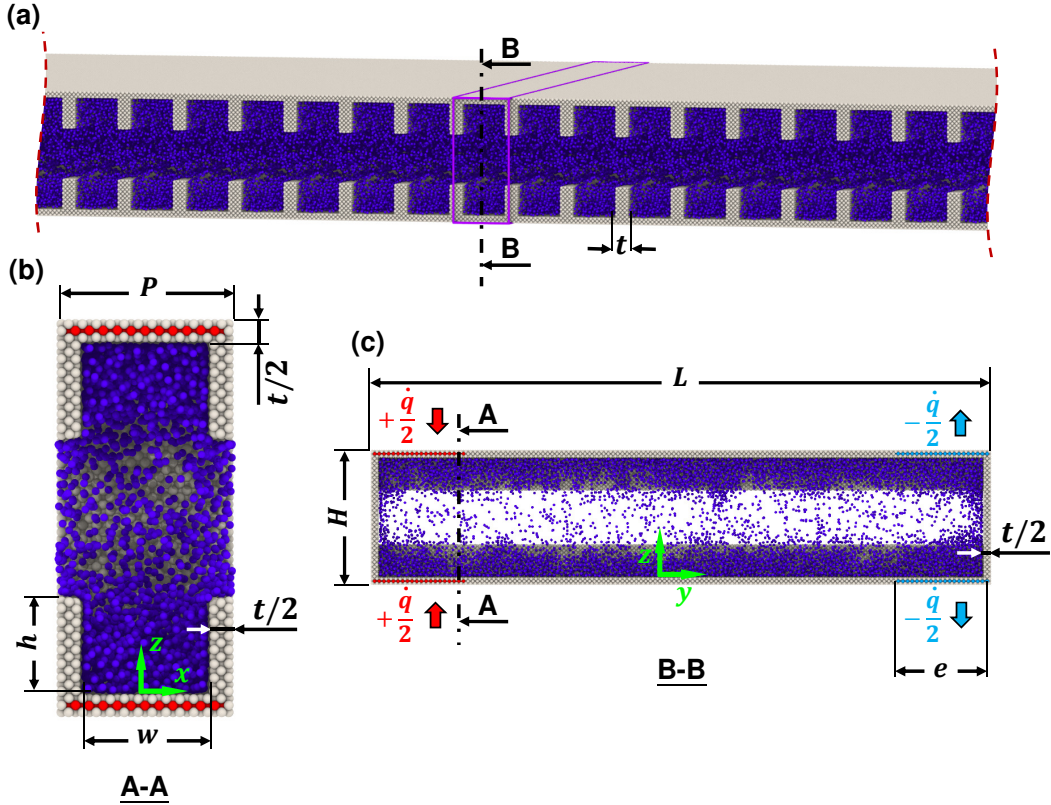 (a)
B
B
t
(b)
P
t/2
h
t/2
z
x
w
A-A
(c)
L
+ q̇/2
A
− q̇/2
H
z
y
t/2
+ q̇/2
A
− q̇/2
e
B-B